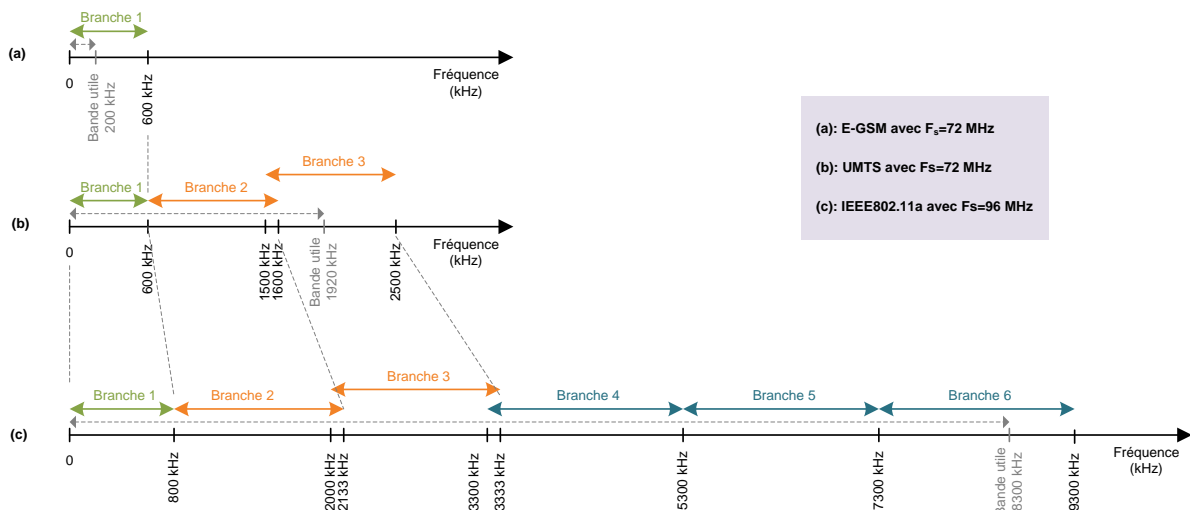 Branche 1
(a)
0
Bande utile
200 kHz
600 kHz
Fréquence
(kHz)
(a): E-GSM avec Fs=72 MHz
(b): UMTS avec Fs=72 MHz
(c): IEEE802.11a avec Fs=96 MHz
Branche 3
Branche 1
Branche 2
(b)
0
600 kHz
1500 kHz
1600 kHz
Bande utile
1920 kHz
2500 kHz
Fréquence
(kHz)
Branche 3
Branche 1
Branche 2
Branche 4
Branche 5
Branche 6
(c)
0
800 kHz
2000 kHz
2133 kHz
3300 kHz
3333 kHz
5300 kHz
7300 kHz
Bande utile
8300 kHz
9300 kHz
Fréquence
(kHz)